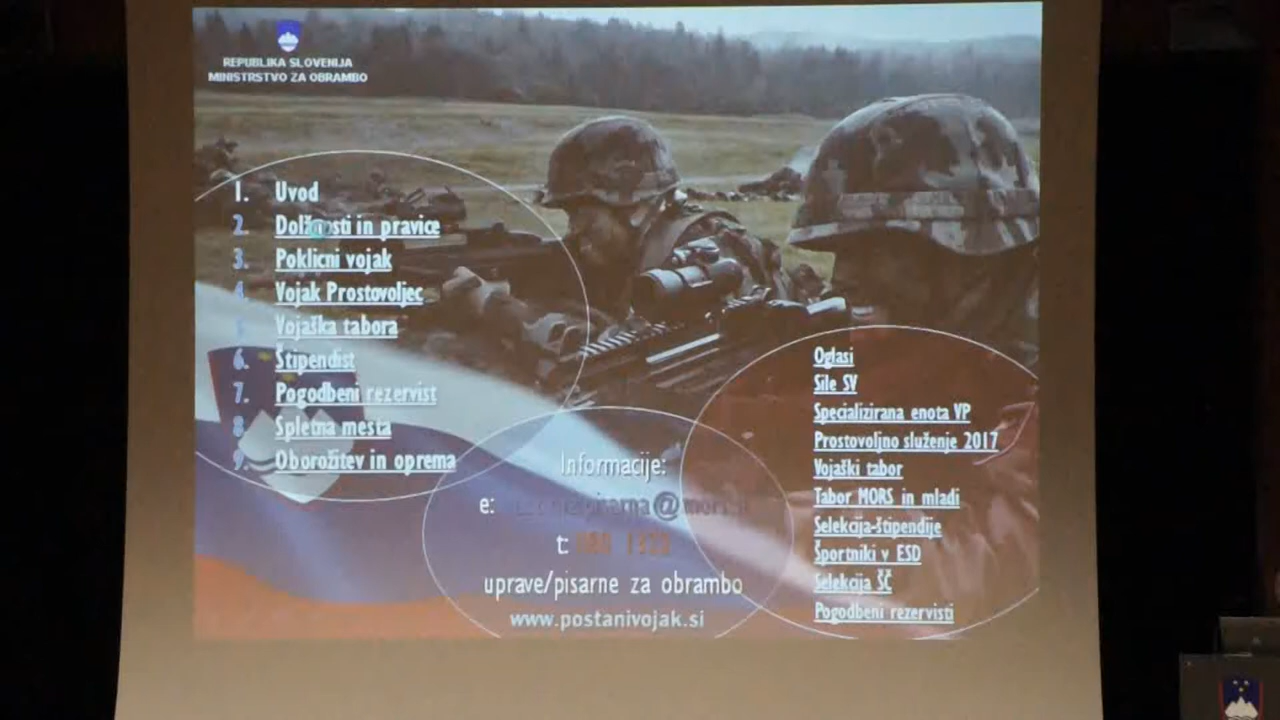 REPUBLIKA SLOVENIJA
MINISTRSTVO ZA OBRAMBO
1. Uvod
2. Dolžnosti in pravice
3. Poklicni vojak
4. Vojak Prostovoljec
Vojaška tabora
6. Štipendist
7. Pogodbeni rezervist
8. Spletna mesta
9. Oborožitev in oprema
Informacije:
e:
t:
uprave/pisarne za obrambo
www.postanivojak.si
Oglasi
Sile SV
Specializirana enota VP
Prostovoljno služenje 2017
Vojaški tabor
Tabor MORS in mladi
Selekcija-štipendije
Športniki v ESD
Selekcija ŠČ
Pogodbeni rezervisti